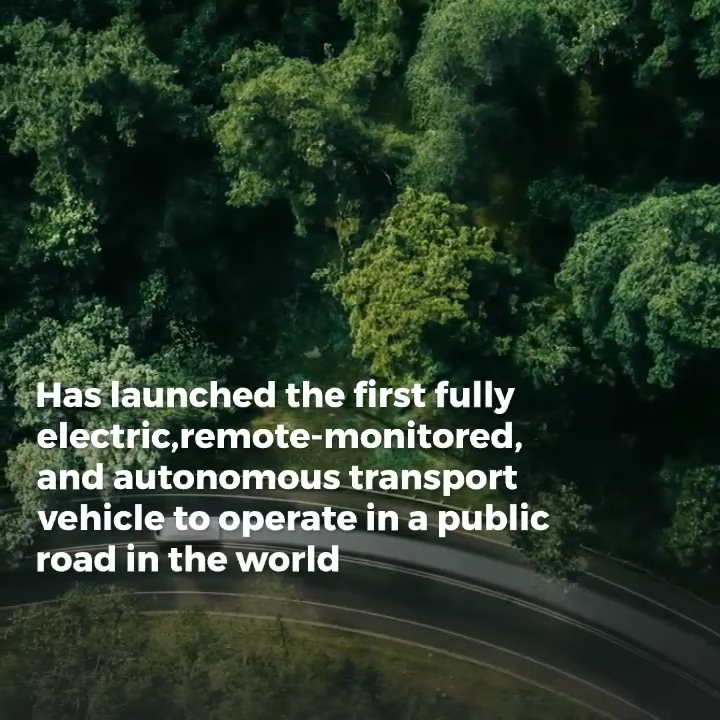 Has launched the first fully
electric,remote-monitored,
and autonomous transport
vehicle to operate in a public
road in the world